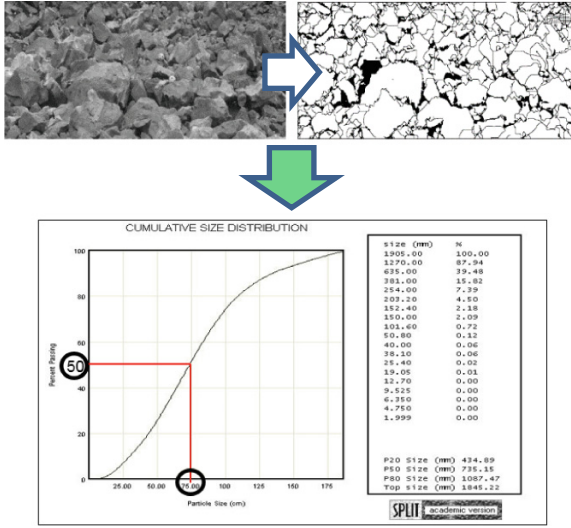 CUMULATIVE SIZE DISTRIBUTION
100
80
50
60
40
20
0
25.00 50.00 75.00 100 125 150 175
Percent Passing
Particle Size (cm)
size (mm) %
1905.00 100.00
1270.00 87.94
635.00 39.48
381.00 15.82
254.00 7.39
203.20 4.50
152.40 2.18
150.00 2.09
101.60 0.72
50.80 0.12
40.00 0.06
38.10 0.06
25.40 0.02
19.05 0.01
12.70 0.00
9.525 0.00
6.350 0.00
4.750 0.00
1.999 0.00
P20 Size (mm) 434.89
P50 Size (mm) 735.15
P80 Size (mm) 1087.47
Top size (mm) 1845.22
SPLIT academic version